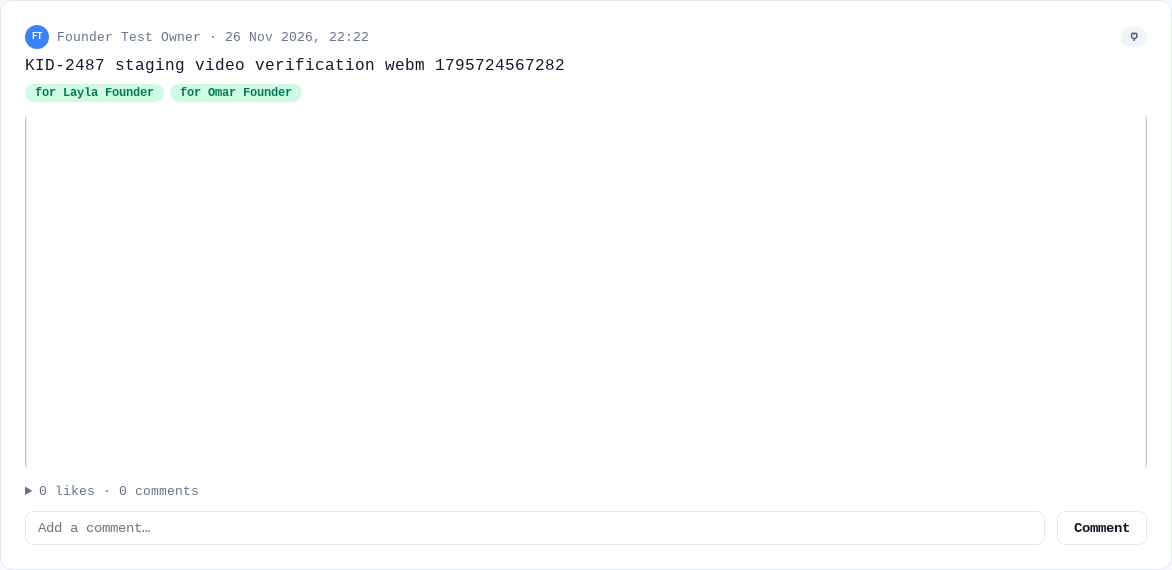 FT Founder Test Owner · 26 Nov 2026, 22:22
KID-2487 staging video verification webm 1795724567282
for Layla Founder for Omar Founder
0 likes · 0 comments
Add a comment… Comment